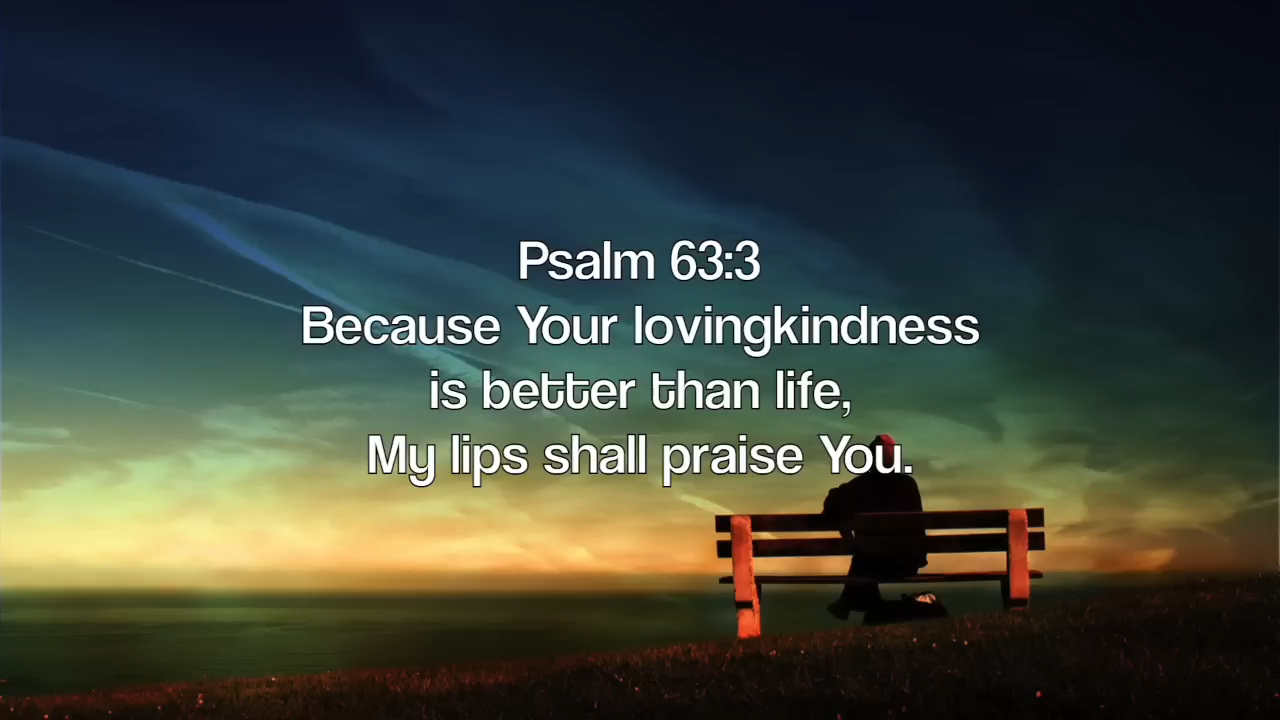 Psalm 63:3
Because Your lovingkindness
is better than life,
My lips shall praise You.